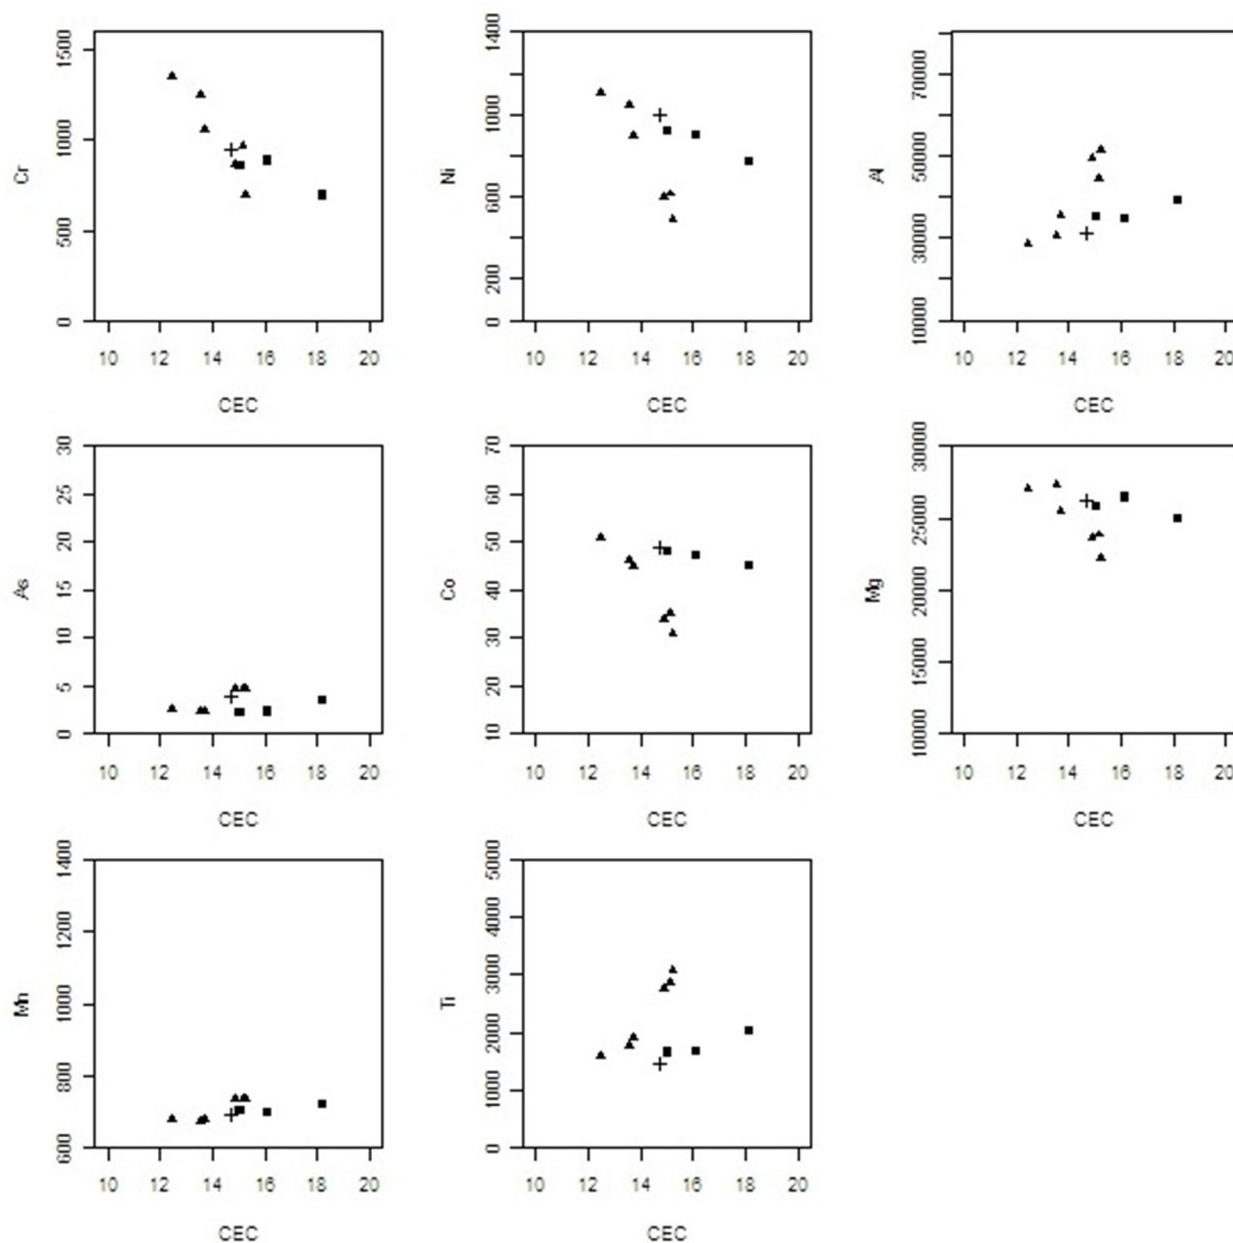 Cr
0 500 1000 1500
10 12 14 16 18 20
CEC
Ni
0 200 600 1000 1400
10 12 14 16 18 20
CEC
Al
10000 30000 50000 70000
10 12 14 16 18 20
CEC
As
0 5 10 15 20 25 30
10 12 14 16 18 20
CEC
Co
10 20 30 40 50 60 70
10 12 14 16 18 20
CEC
Mg
10000 15000 20000 25000 30000
10 12 14 16 18 20
CEC
Mn
600 800 1000 1200 1400
10 12 14 16 18 20
CEC
Ti
0 1000 2000 3000 4000 5000
10 12 14 16 18 20
CEC